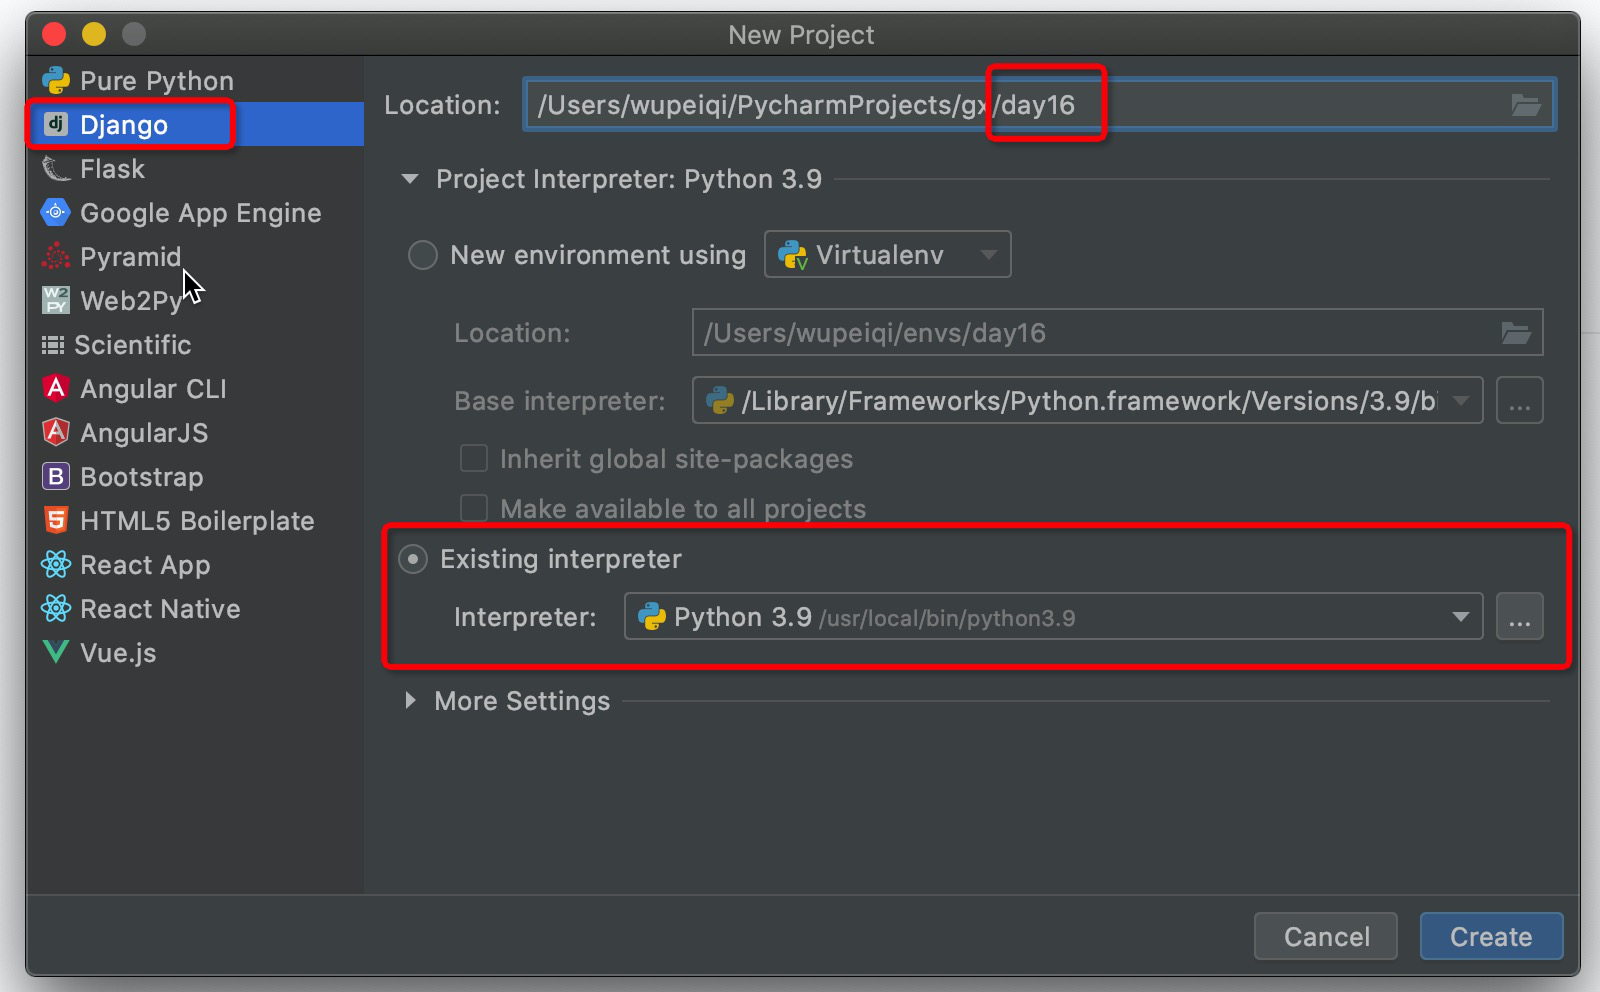 New Project
Pure Python
dj Django
Flask
Google App Engine
Pyramid
W2 PY Web2Py
Scientific
A Angular CLI
A AngularJS
B Bootstrap
5 HTML5 Boilerplate
React App
React Native
Vue.js
Location: /Users/wupeiqi/PycharmProjects/gx/day16
Project Interpreter: Python 3.9
New environment using V Virtualenv
Location: /Users/wupeiqi/envs/day16
Base interpreter: /Library/Frameworks/Python.framework/Versions/3.9/bi ...
Inherit global site-packages
Make available to all projects
Existing interpreter
Interpreter: Python 3.9 /usr/local/bin/python3.9 ...
More Settings
Cancel Create